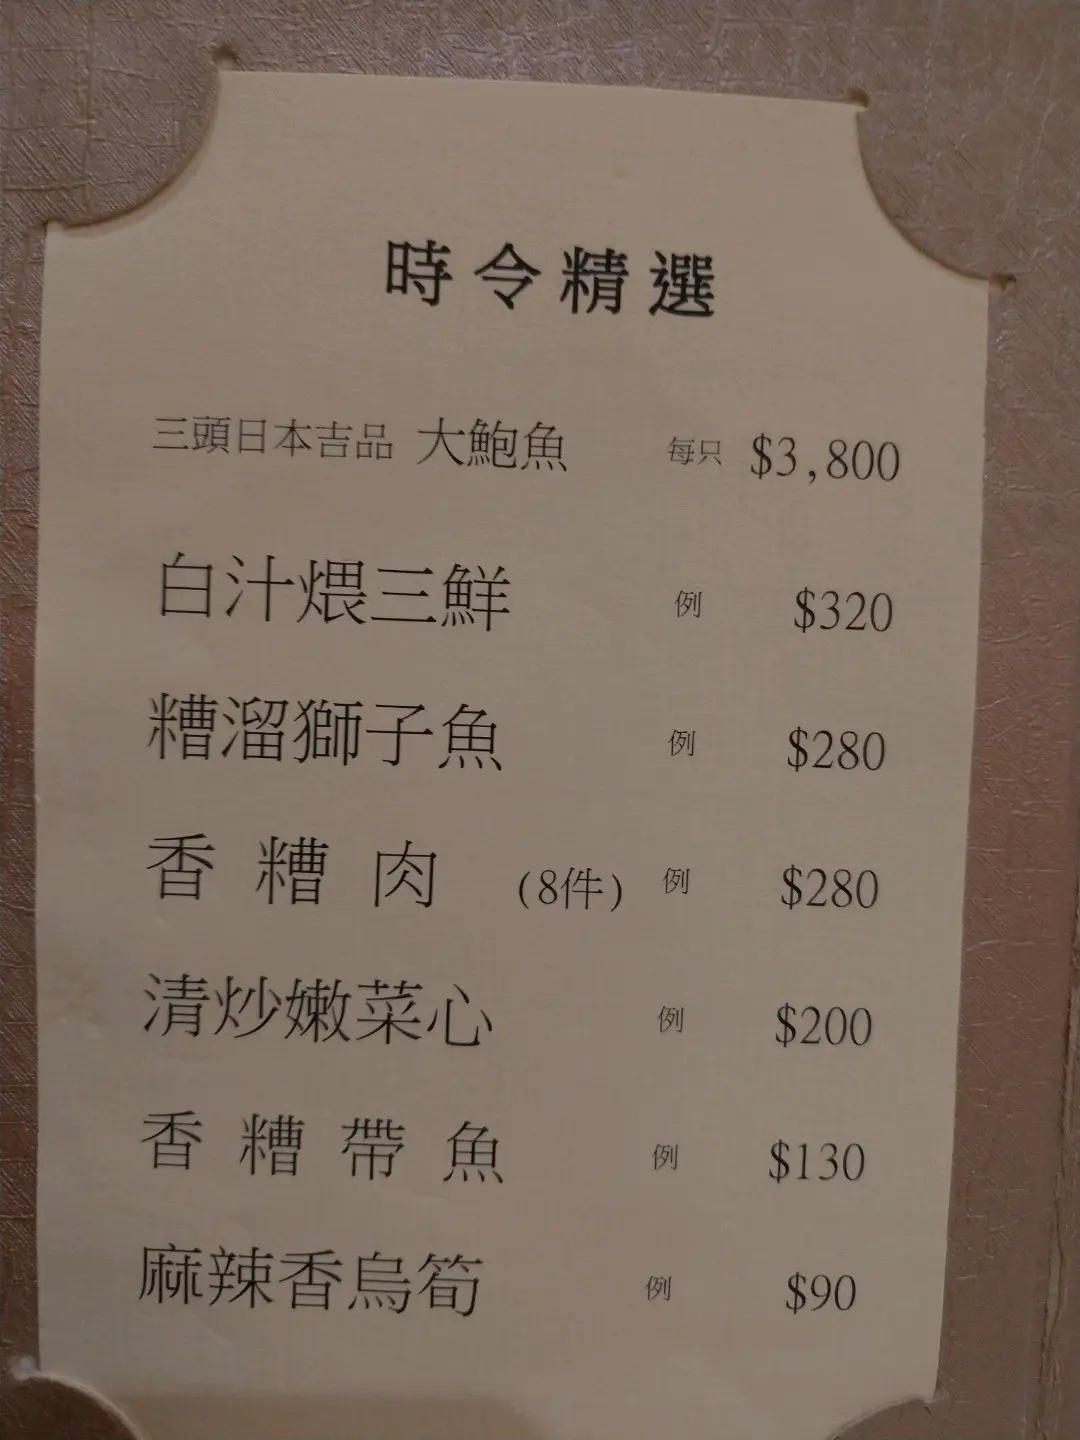 時令精選
三頭日本吉品 大鮑魚 每只 $3,800
白汁煨三鮮 例 $320
糟溜獅子魚 例 $280
香糟肉 (8件) 例 $280
清炒嫩菜心 例 $200
香糟帶魚 例 $130
麻辣香烏筍 例 $90